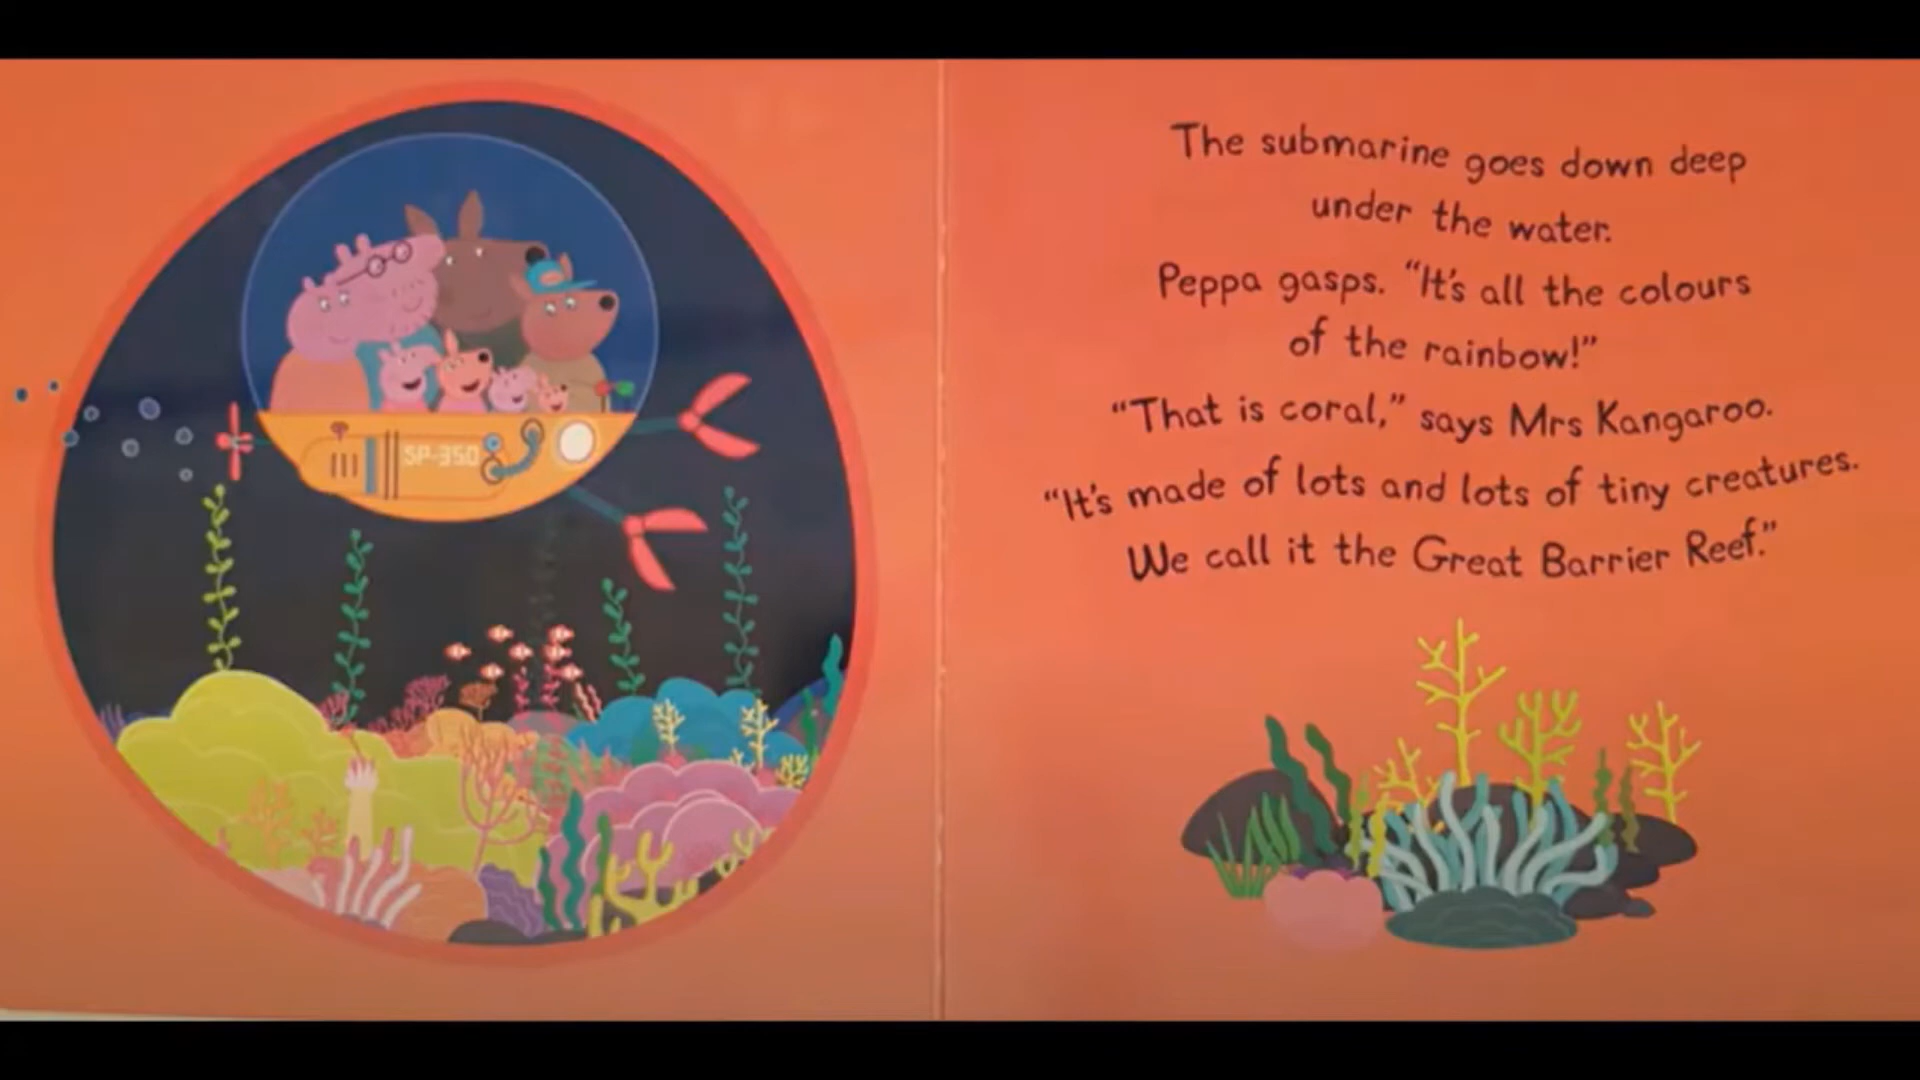 SP-350
The submarine goes down deep
under the water.
Peppa gasps. “It’s all the colours
of the rainbow!”
“That is coral,” says Mrs Kangaroo.
“It’s made of lots and lots of tiny creatures.
We call it the Great Barrier Reef.”